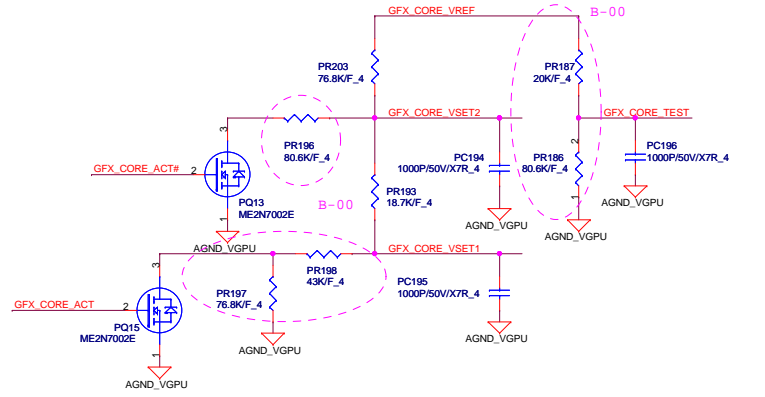 GFX_CORE_VREF
B-00
PR203
76.8K/F_4
PR187
20K/F_4
3
GFX_CORE_VSET2
GFX_CORE_TEST
PR196
80.6K/F_4
2
PC196
1000P/50V/X7R_4
PC194
1000P/50V/X7R_4
PR186
80.6K/F_4
GFX_CORE_ACT#
2
1
PQ13
ME2N7002E
B-00
PR193
18.7K/F_4
AGND_VGPU
1
AGND_VGPU
AGND_VGPU
AGND_VGPU
GFX_CORE_VSET1
3
PR198
43K/F_4
PR197
76.8K/F_4
PC195
1000P/50V/X7R_4
GFX_CORE_ACT
2
PQ15
ME2N7002E
1
AGND_VGPU
AGND_VGPU
AGND_VGPU